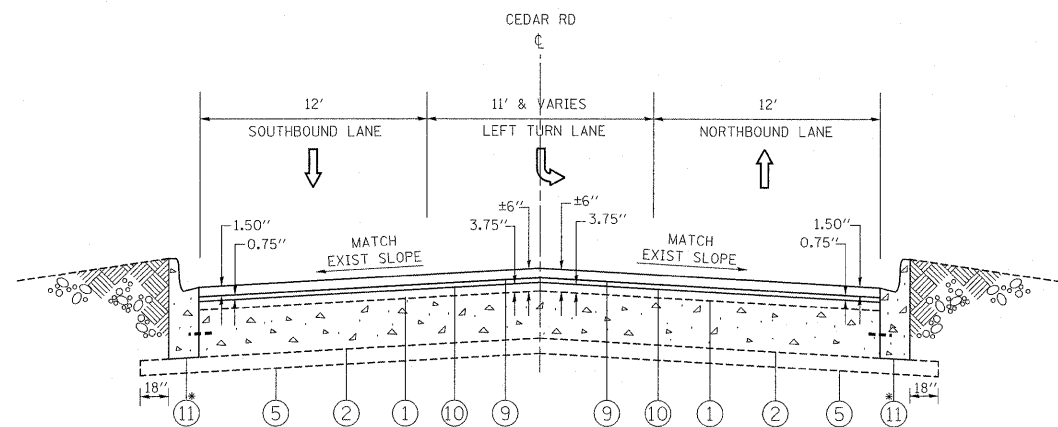 CEDAR RD
℄
12' 11' & VARIES 12'
SOUTHBOUND LANE LEFT TURN LANE NORTHBOUND LANE
±6" ±6"
1.50" 3.75" 3.75" 1.50"
0.75" MATCH MATCH 0.75"
EXIST SLOPE EXIST SLOPE
18" * * 18"
11 5 2 1 10 9 9 10 1 2 5 11